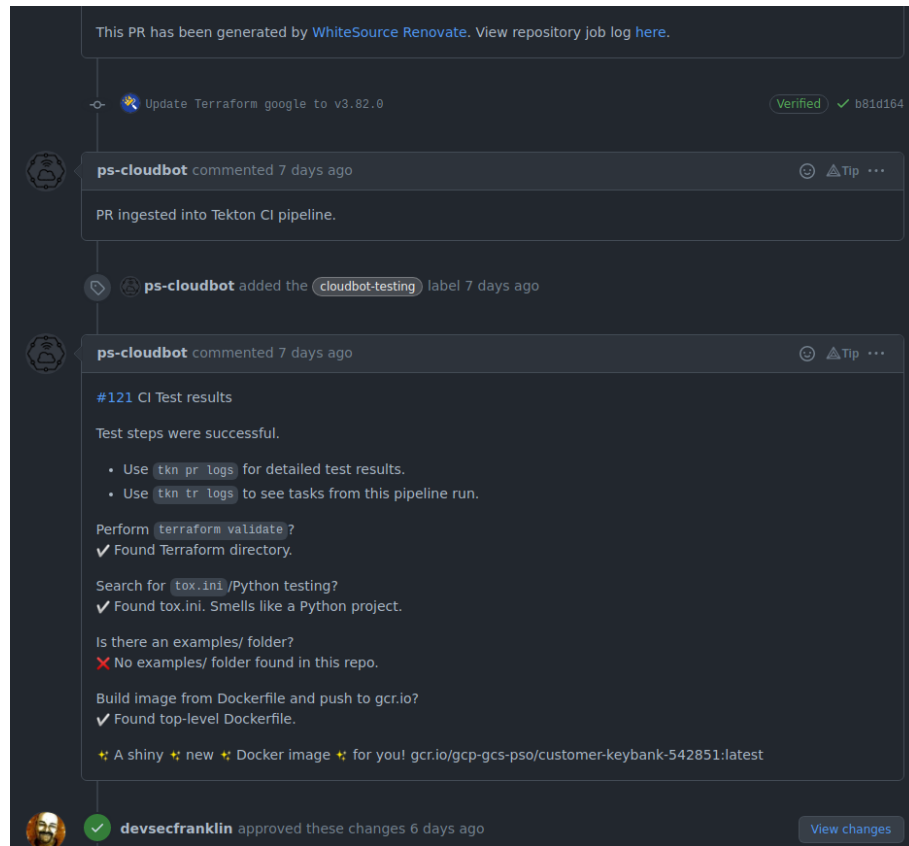 This PR has been generated by WhiteSource Renovate. View repository job log here.
Update Terraform google to v3.82.0 Verified b81d164
ps-cloudbot commented 7 days ago Tip
PR ingested into Tekton CI pipeline.
ps-cloudbot added the cloudbot-testing label 7 days ago
ps-cloudbot commented 7 days ago Tip
#121 CI Test results
Test steps were successful.
• Use tkn pr logs for detailed test results.
• Use tkn tr logs to see tasks from this pipeline run.
Perform terraform validate?
✔ Found Terraform directory.
Search for tox.ini/Python testing?
✔ Found tox.ini. Smells like a Python project.
Is there an examples/ folder?
❌ No examples/ folder found in this repo.
Build image from Dockerfile and push to gcr.io?
✔ Found top-level Dockerfile.
✨ A shiny ✨ new ✨ Docker image ✨ for you! gcr.io/gcp-gcs-pso/customer-keybank-542851:latest
devsecfranklin approved these changes 6 days ago View changes